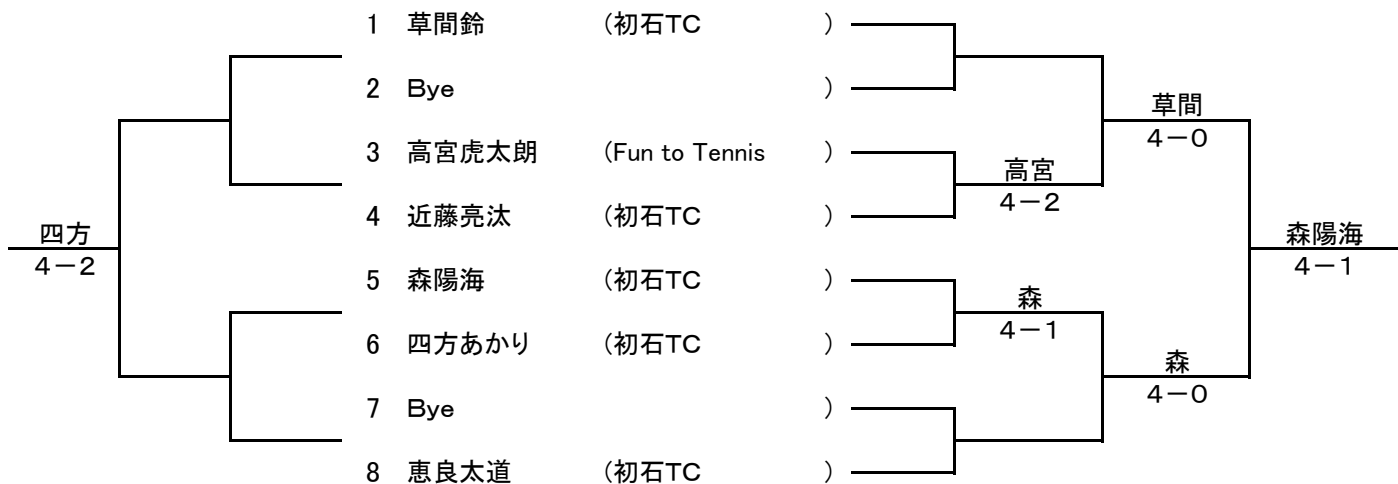 1 草間鈴 (初石TC )
2 Bye )
草間
4-0
3 高宮虎太朗 (Fun to Tennis )
高宮
4-2
4 近藤亮汰 (初石TC )
四方
4-2
森陽海
4-1
5 森陽海 (初石TC )
森
4-1
6 四方あかり (初石TC )
森
4-0
7 Bye )
8 恵良太道 (初石TC )